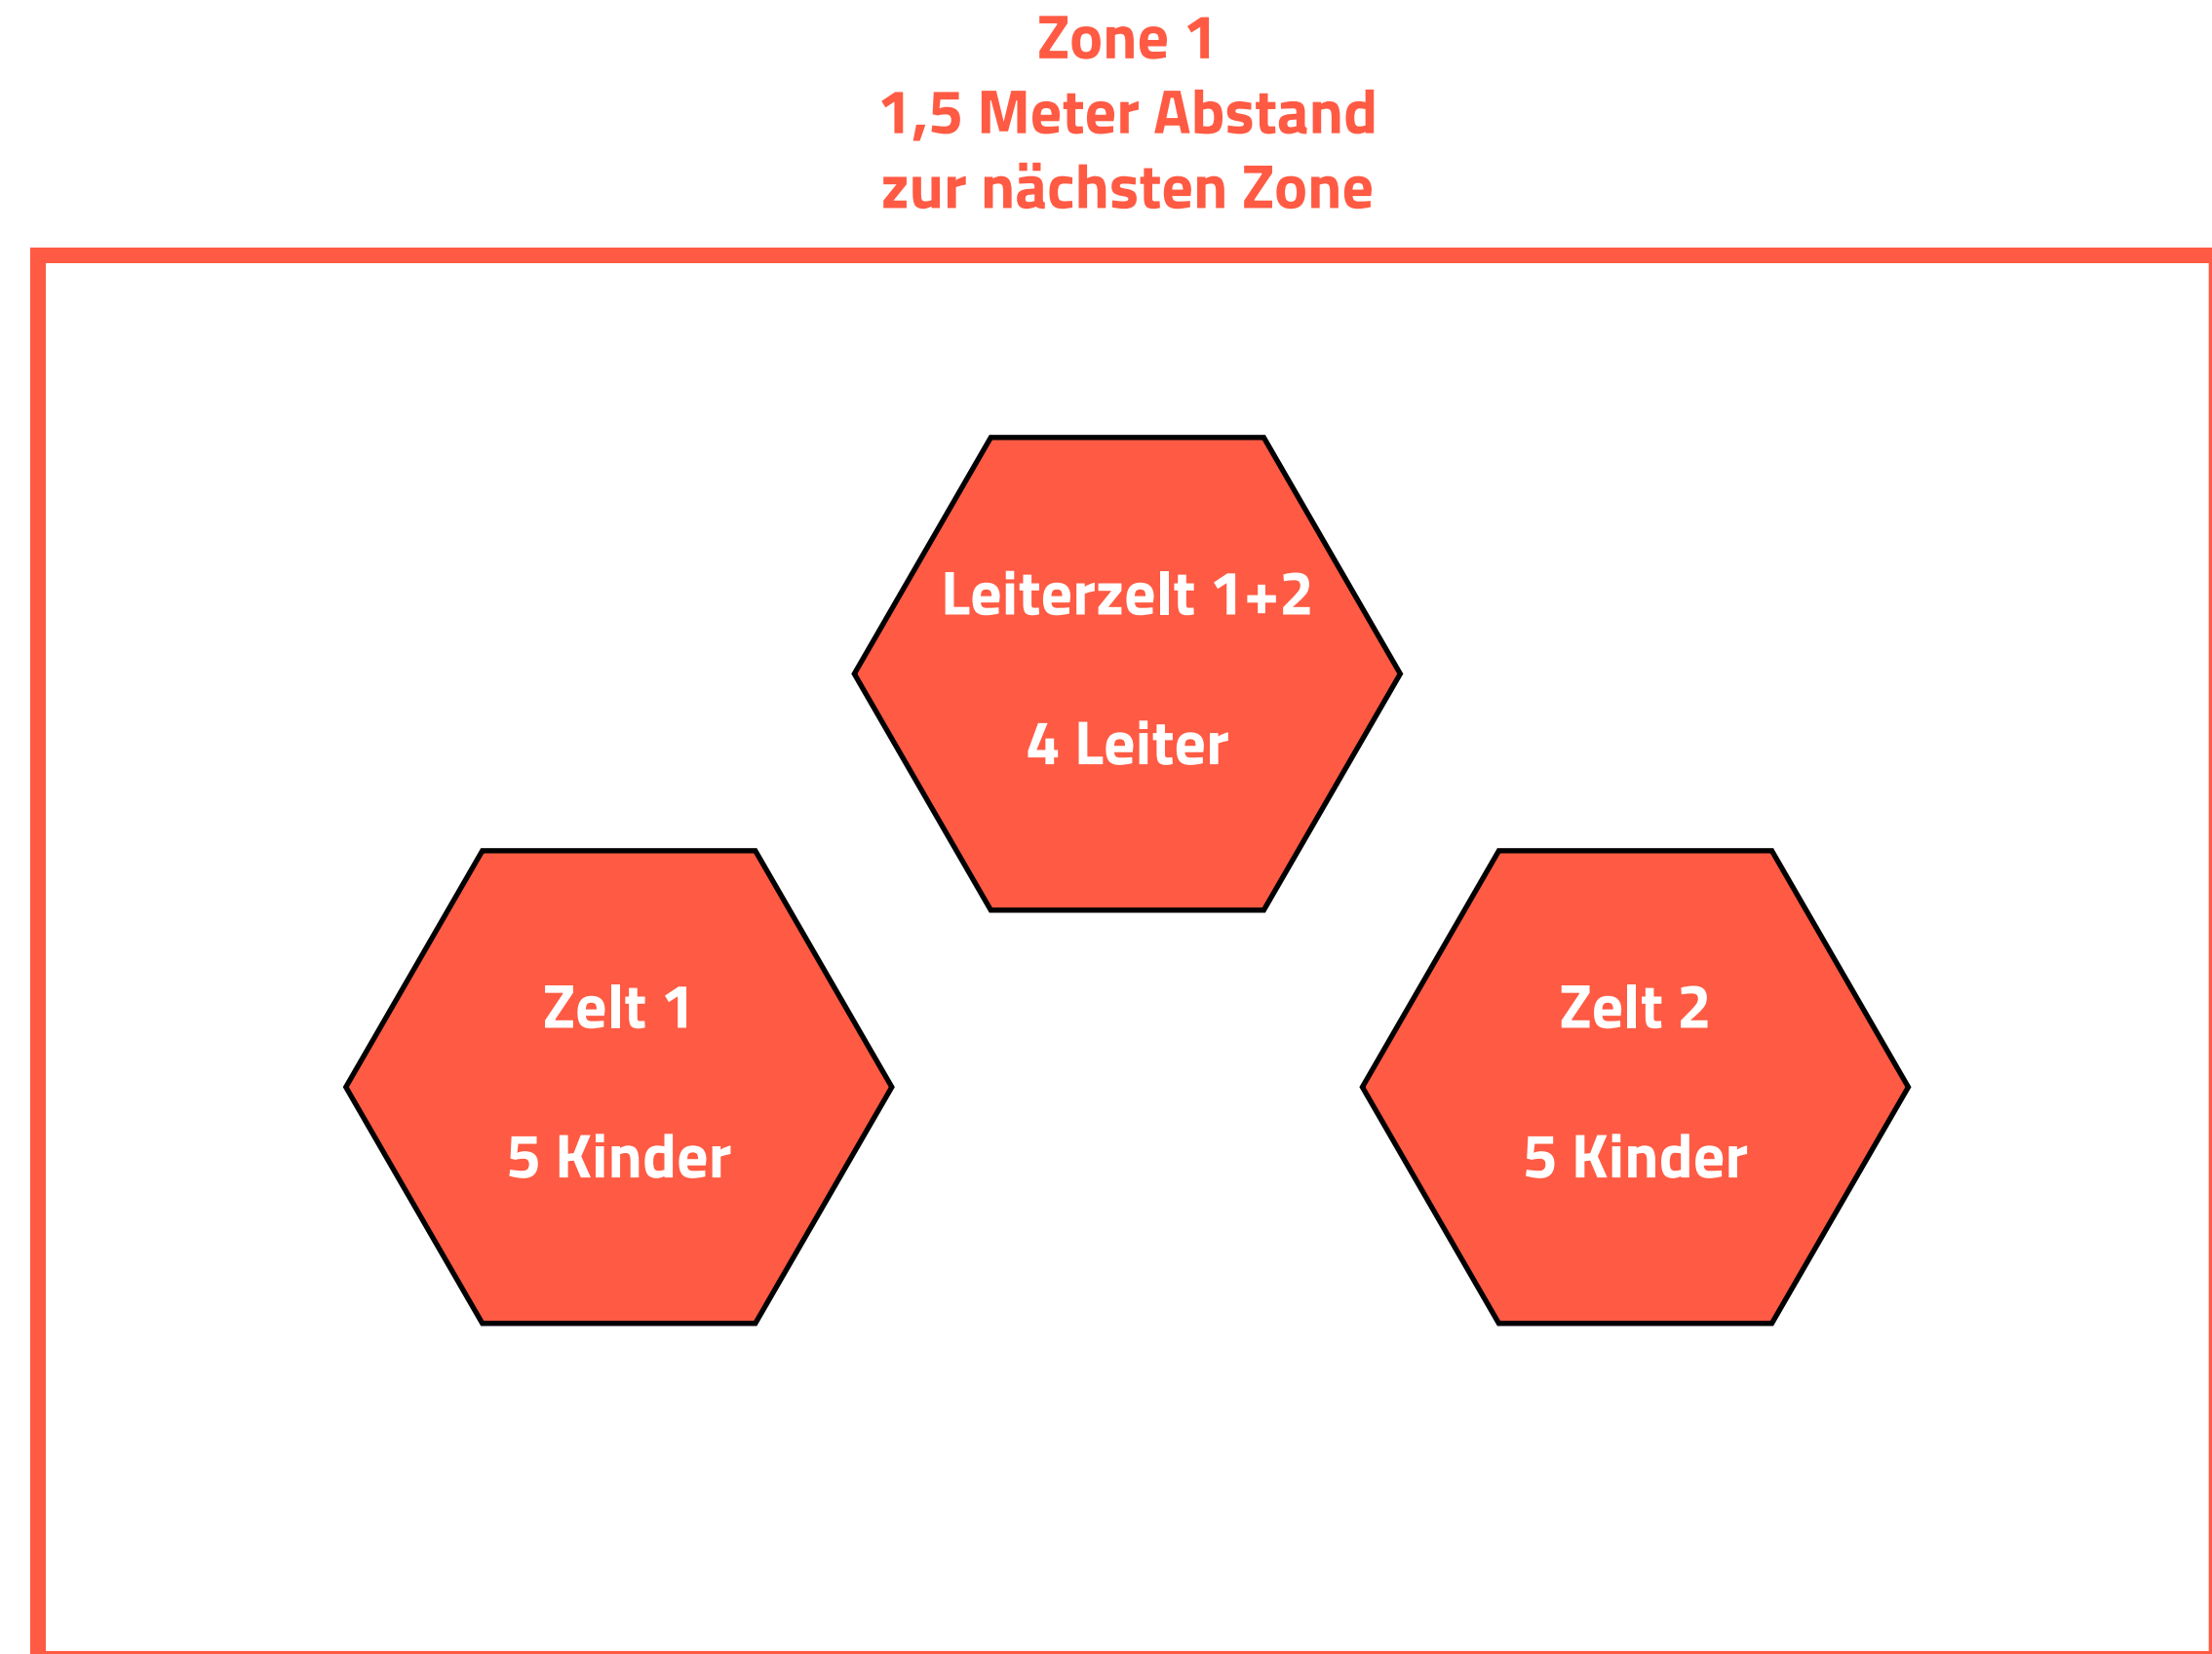 Zone 1
1,5 Meter Abstand
zur nächsten Zone
Leiterzelt 1+2
4 Leiter
Zelt 1
5 Kinder
Zelt 2
5 Kinder